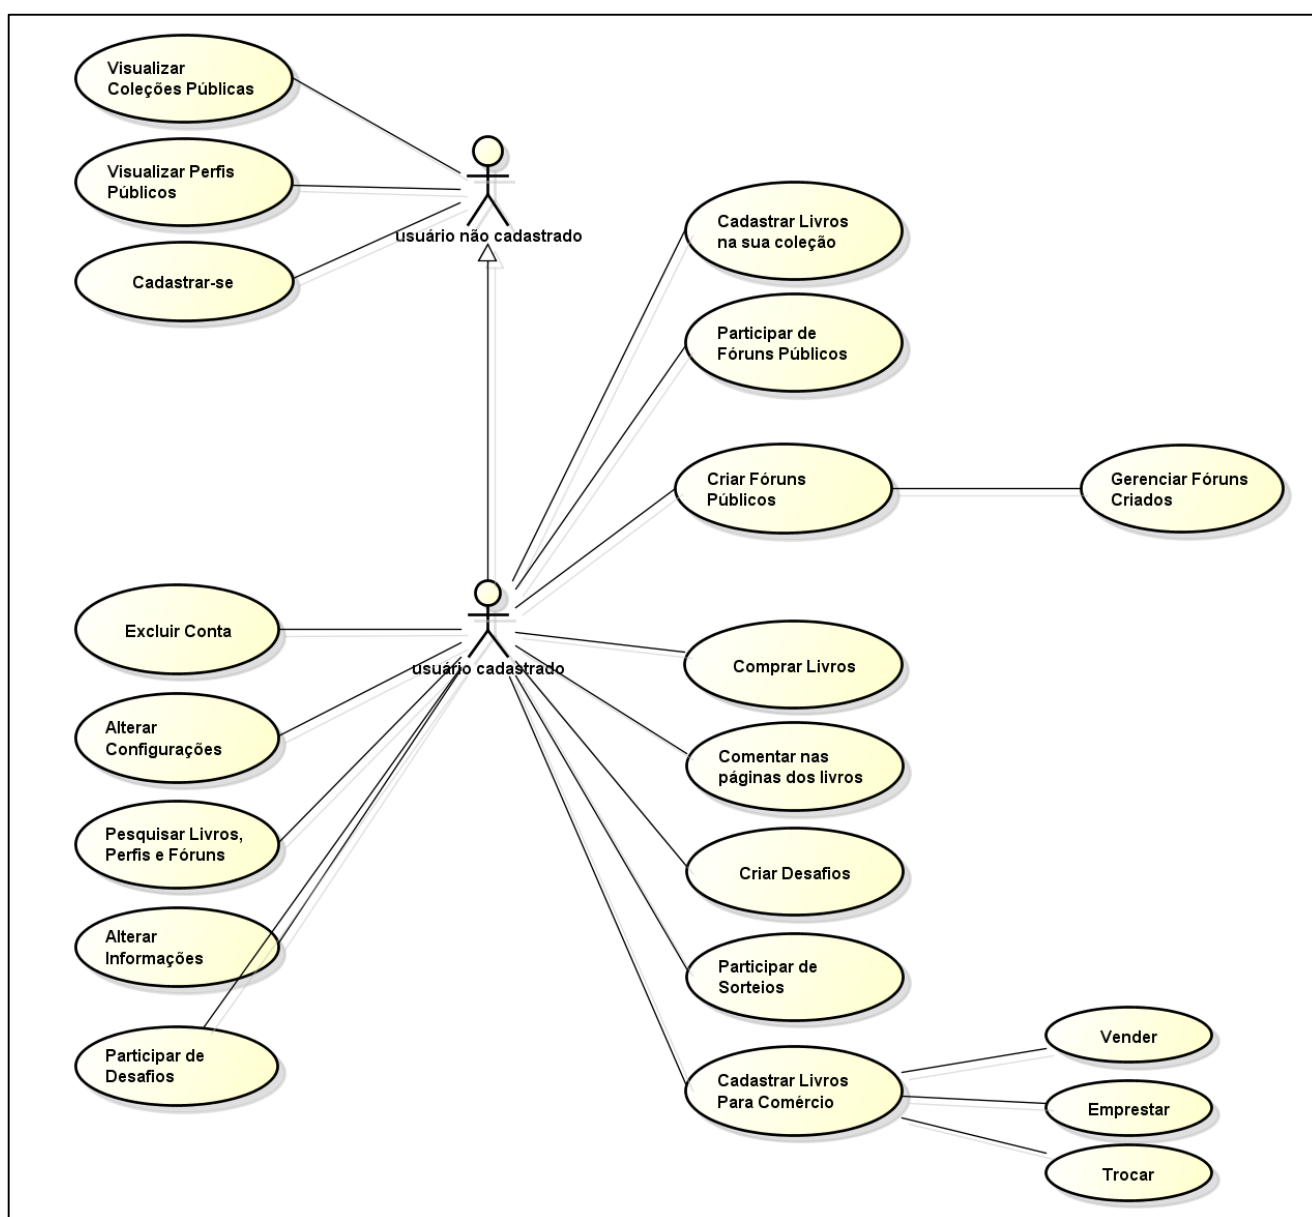 Visualizar
Coleções Públicas
Visualizar Perfis
Públicos
Cadastrar-se
usuário não cadastrado
Cadastrar Livros
na sua coleção
Participar de
Fóruns Públicos
Criar Fóruns
Públicos
Gerenciar Fóruns
Criados
Excluir Conta
usuário cadastrado
Comprar Livros
Alterar
Configurações
Comentar nas
páginas dos livros
Pesquisar Livros,
Perfis e Fóruns
Criar Desafios
Alterar
Informações
Participar de
Sorteios
Participar de
Desafios
Cadastrar Livros
Para Comércio
Vender
Emprestar
Trocar